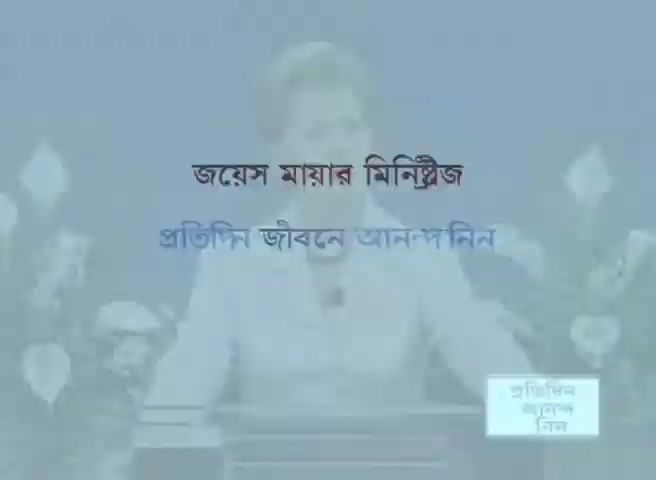 জয়েস মায়ার মিনিষ্ট্রীজ
প্রতিদিন জীবনে আনন্দ নিন
প্রতিদিন
আনন্দ
নিন